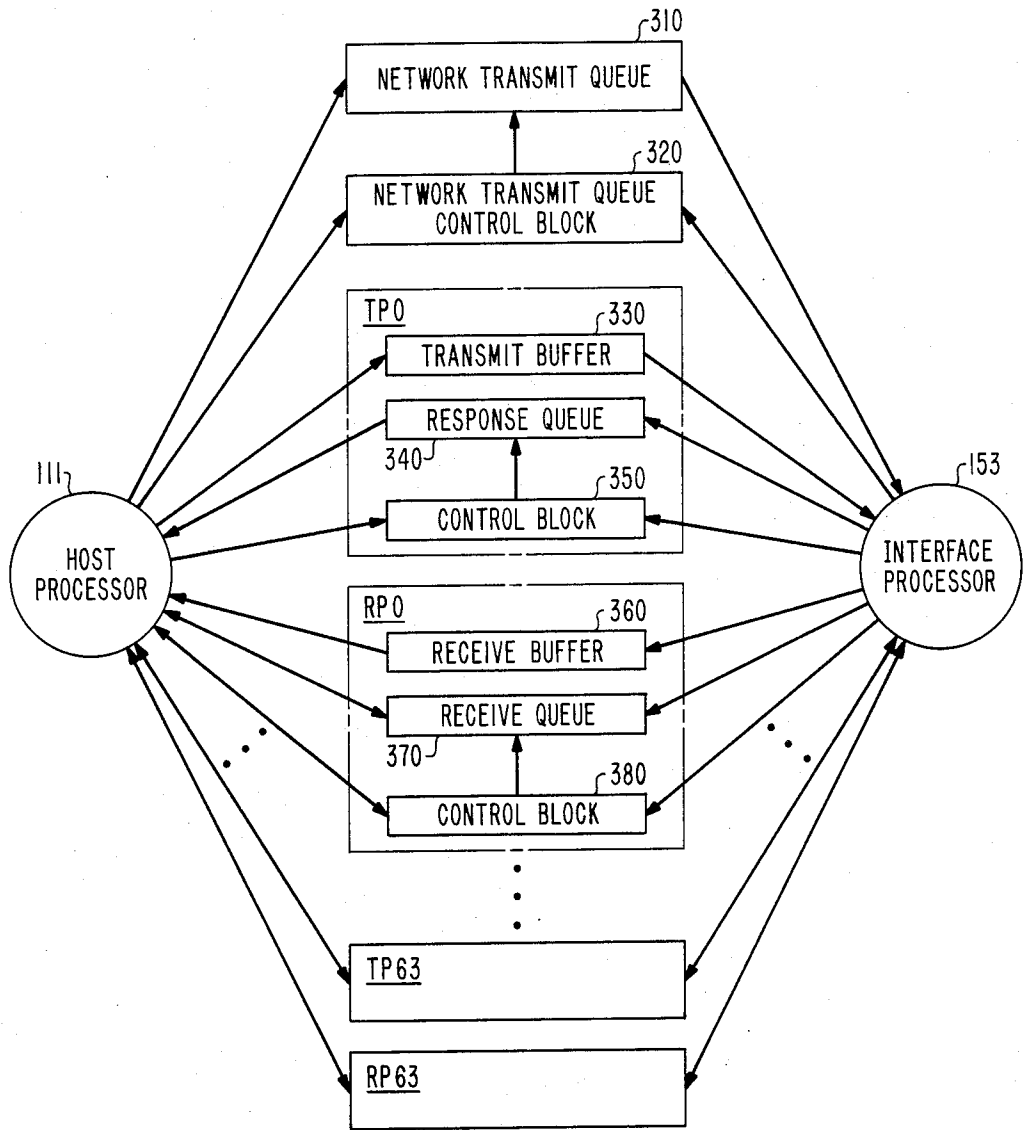 310
NETWORK TRANSMIT QUEUE
320
NETWORK TRANSMIT QUEUE
CONTROL BLOCK
TP0
330
TRANSMIT BUFFER
RESPONSE QUEUE
340
350
CONTROL BLOCK
111
HOST
PROCESSOR
153
INTERFACE
PROCESSOR
RP0
360
RECEIVE BUFFER
RECEIVE QUEUE
370
380
CONTROL BLOCK
TP63
RP63